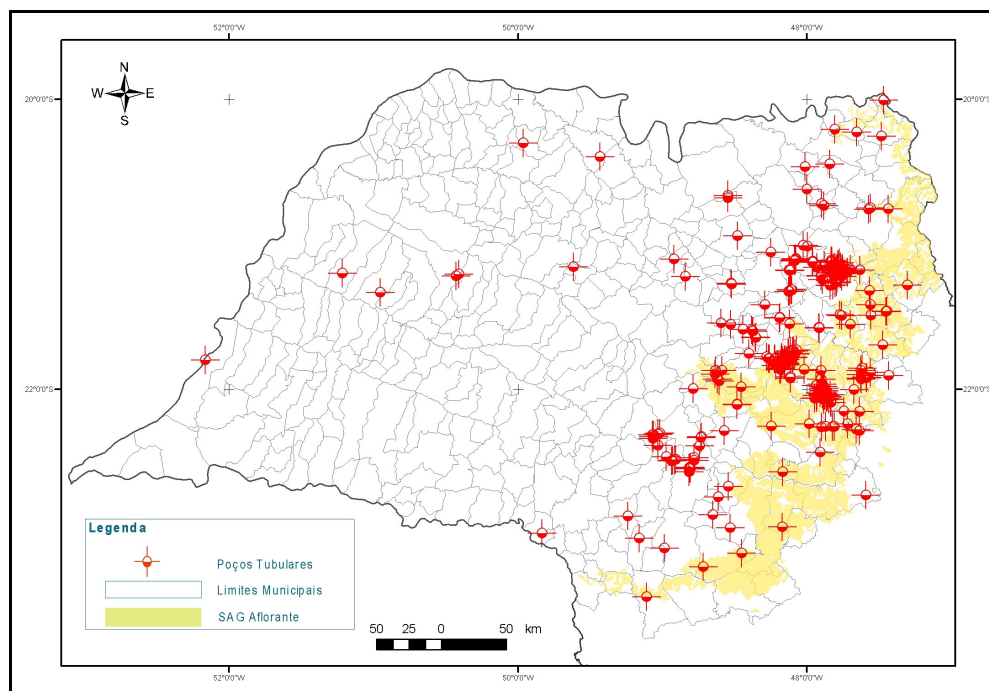 52°0'0"W 50°0'0"W 48°0'0"W
N
W E
S
20°0'0"S 20°0'0"S
22°0'0"S 22°0'0"S
Legenda
Poços Tubulares
Limites Municipais
SAG Aflorante
50 25 0 50 km
52°0'0"W 50°0'0"W 48°0'0"W